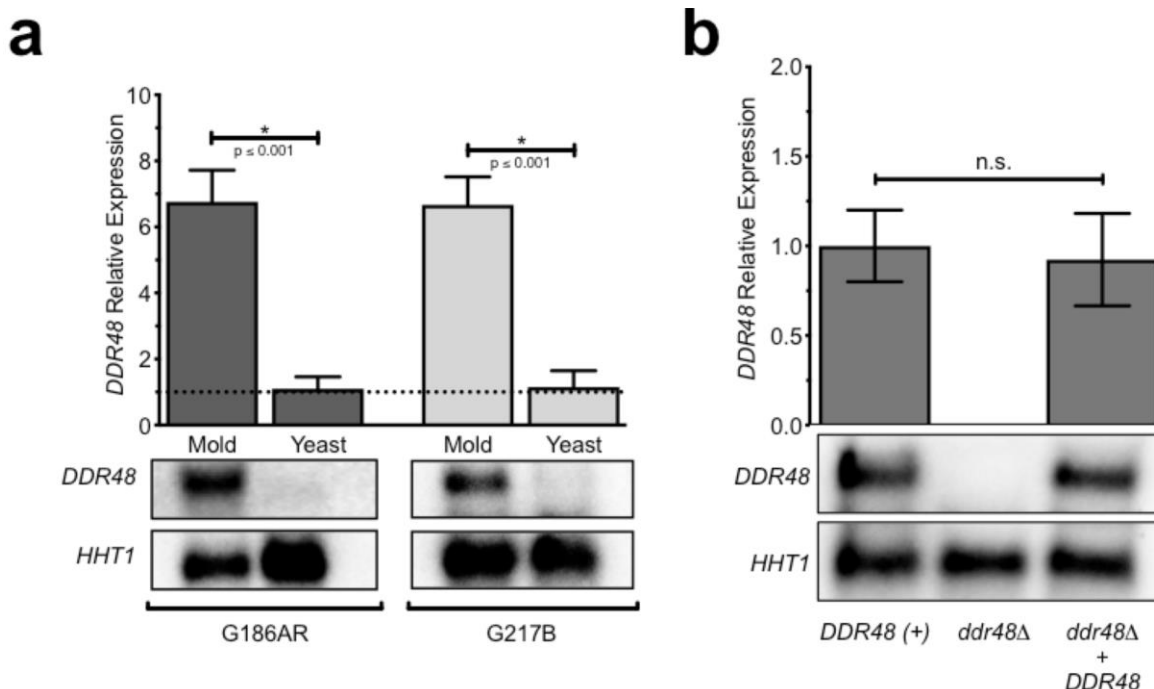 a
DDR48 Relative Expression
10
8
6
4
2
0
*
p ≤ 0.001
*
p ≤ 0.001
Mold
Yeast
Mold
Yeast
DDR48
HHT1
G186AR
G217B
b
DDR48 Relative Expression
2.0
1.5
1.0
0.5
0.0
n.s.
DDR48
HHT1
DDR48 (+)
ddr48Δ
ddr48Δ
+
DDR48